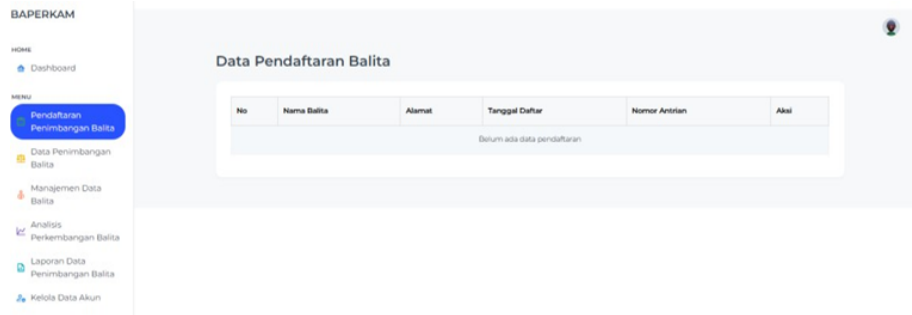 BAPERKAM
HOME
Dashboard
MENU
Pendaftaran
Penimbangan Balita
Data Penimbangan
Balita
Manajemen Data
Balita
Analisis
Perkembangan Balita
Laporan Data
Penimbangan Balita
Kelola Data Akun
Data Pendaftaran Balita
No Nama Balita Alamat Tanggal Daftar Nomor Antrian Aksi
Belum ada data pendaftaran